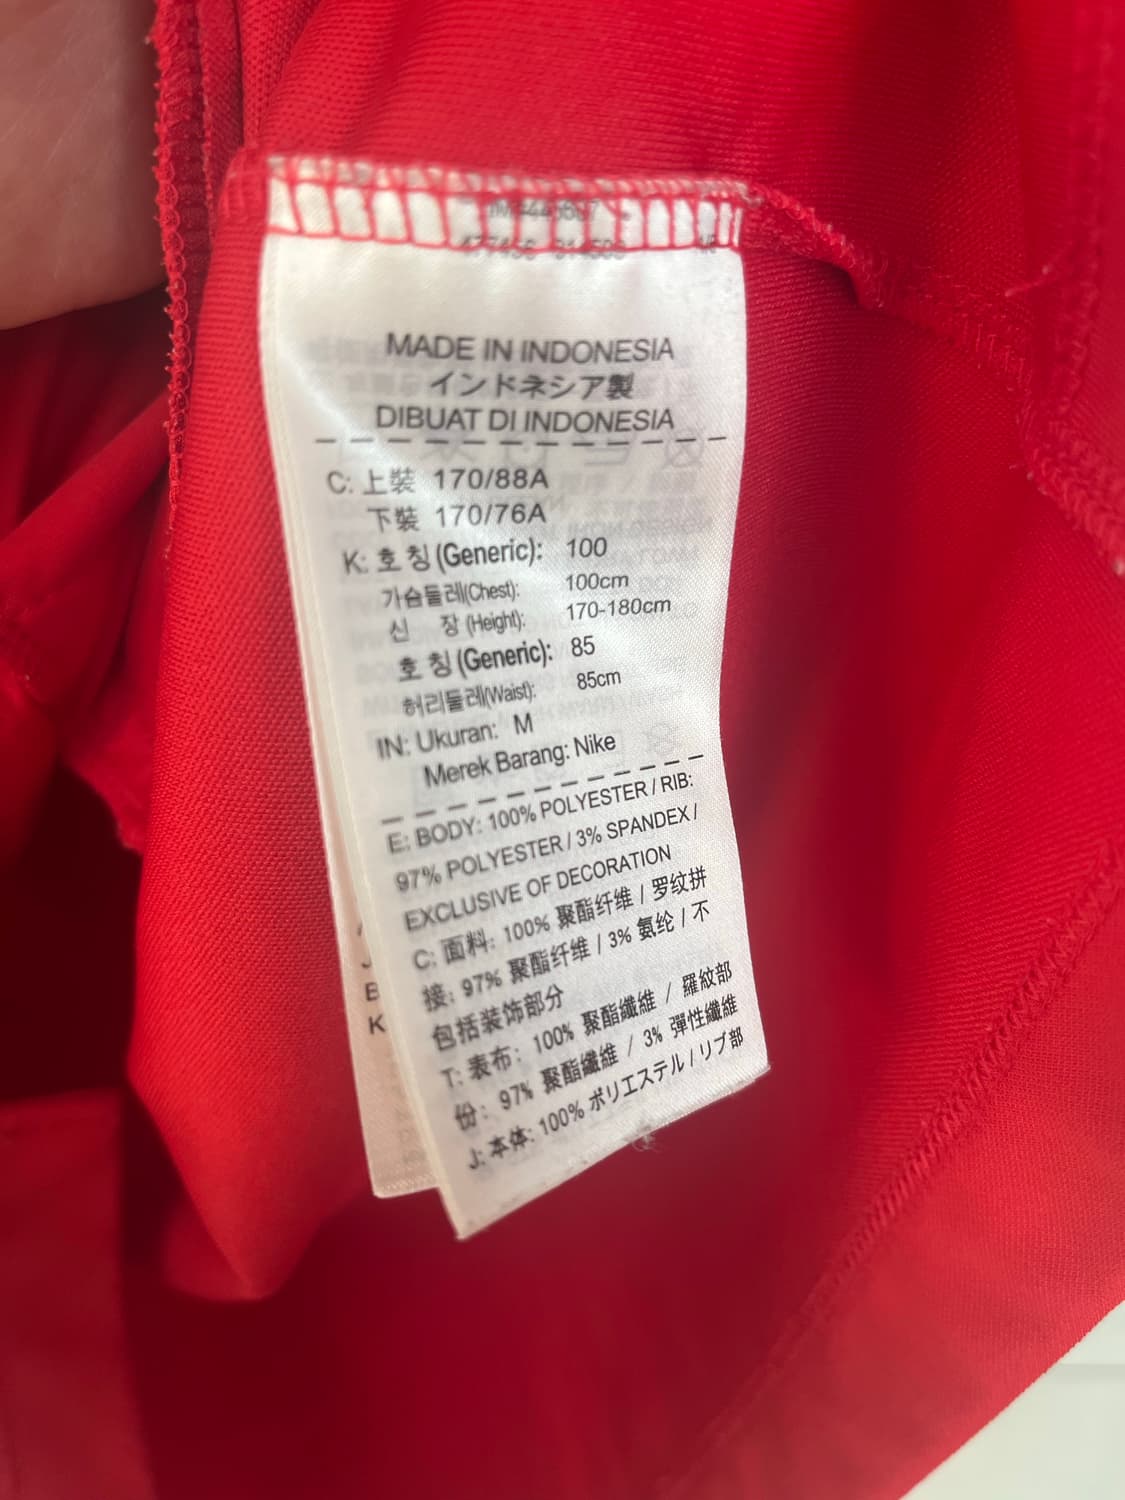 MADE IN INDONESIA
インドネシア製
DIBUAT DI INDONESIA
C: 上裝 170/88A
下裝 170/76A
K: 호 칭 (Generic): 100
가슴둘레(Chest): 100cm
신 장 (Height): 170-180cm
호 칭 (Generic): 85
허리둘레(Waist): 85cm
IN: Ukuran: M
Merek Barang: Nike
E: BODY: 100% POLYESTER / RIB:
97% POLYESTER / 3% SPANDEX /
EXCLUSIVE OF DECORATION
C: 面料: 100% 聚酯纤维 / 罗纹拼
接: 97% 聚酯纤维 / 3% 氨纶 / 不
包括装饰部分
T: 表布: 100% 聚酯纖維 / 羅紋部
份: 97% 聚酯纖維 / 3% 彈性纖維
J: 本体: 100% ポリエステル / リブ部
B
K